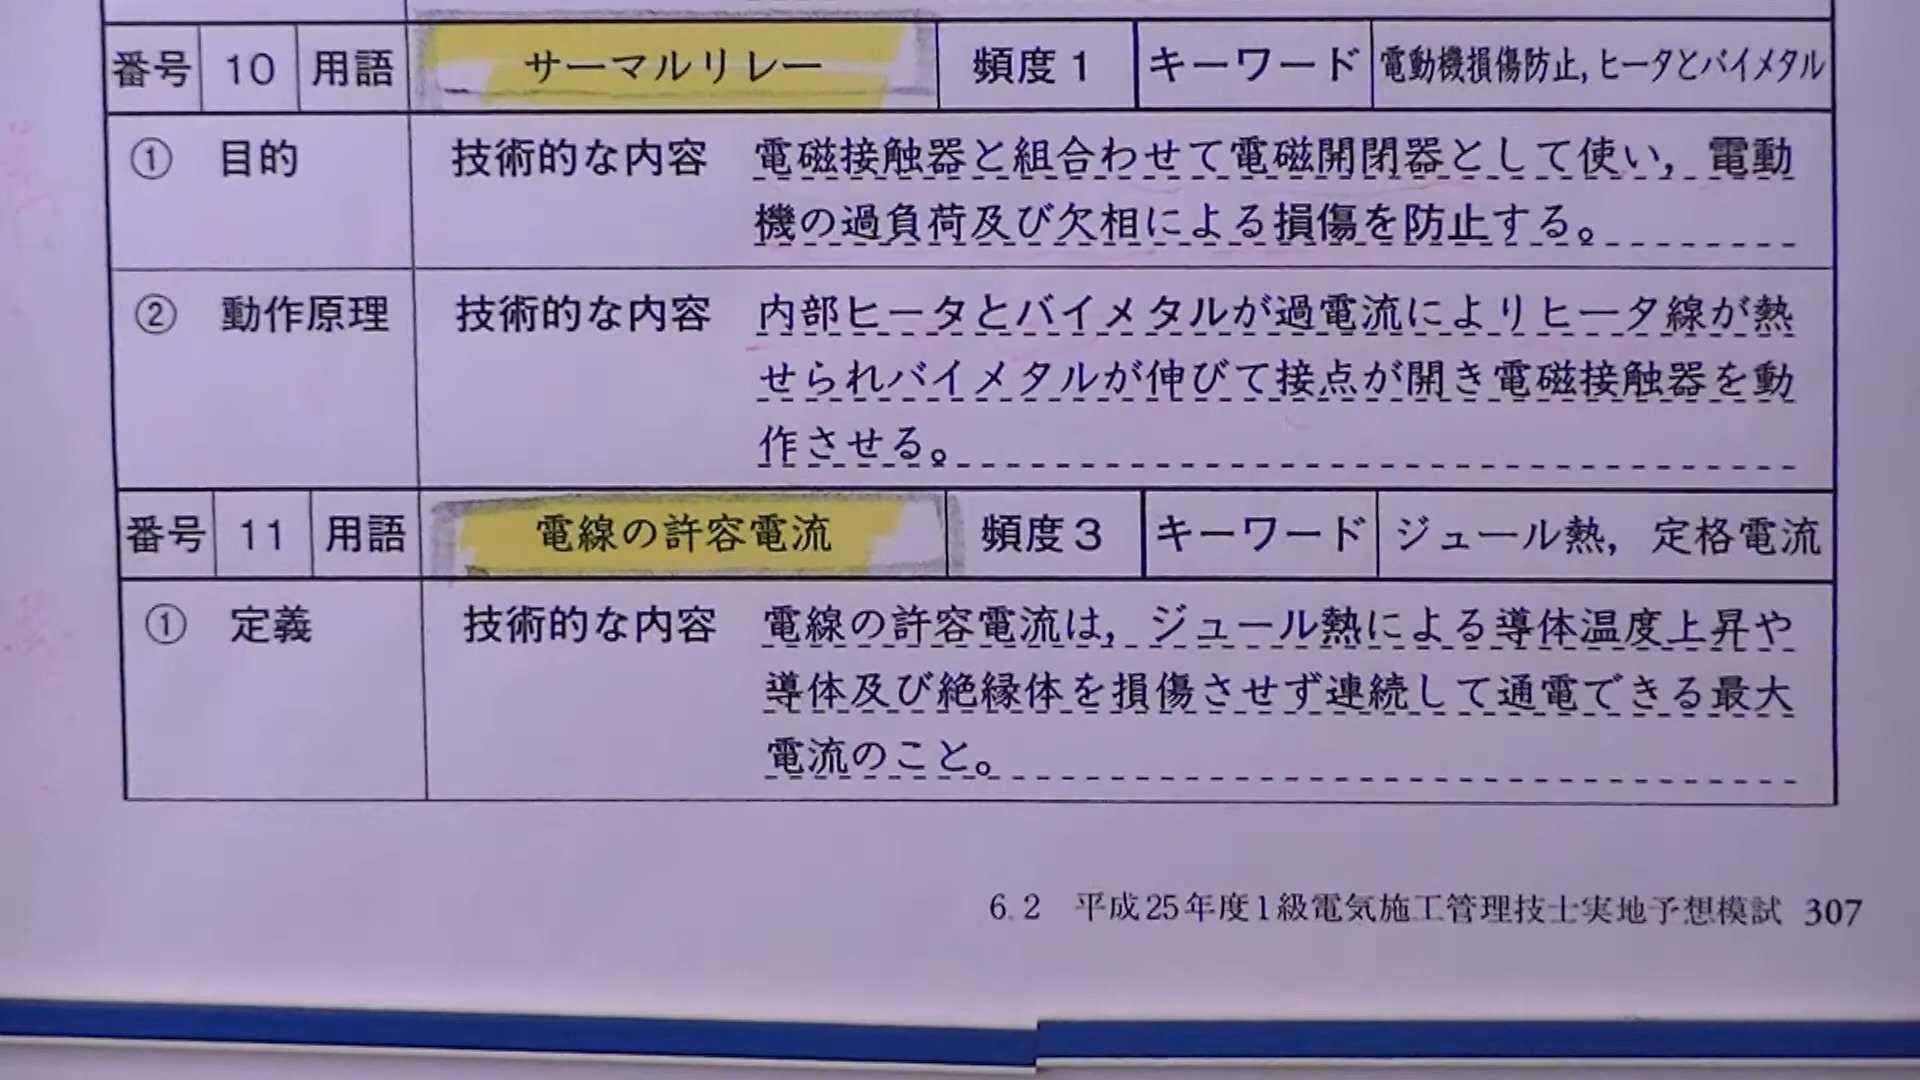 番号 10 用語 サーマルリレー 頻度1 キーワード 電動機損傷防止, ヒータとバイメタル
① 目的 技術的な内容 電磁接触器と組合わせて電磁開閉器として使い, 電動
機の過負荷及び欠相による損傷を防止する。
② 動作原理 技術的な内容 内部ヒータとバイメタルが過電流によりヒータ線が熱
せられバイメタルが伸びて接点が開き電磁接触器を動
作させる。
番号 11 用語 電線の許容電流 頻度3 キーワード ジュール熱, 定格電流
① 定義 技術的な内容 電線の許容電流は, ジュール熱による導体温度上昇や
導体及び絶縁体を損傷させず連続して通電できる最大
電流のこと。
6.2 平成25年度1級電気施工管理技士実地予想模試 307